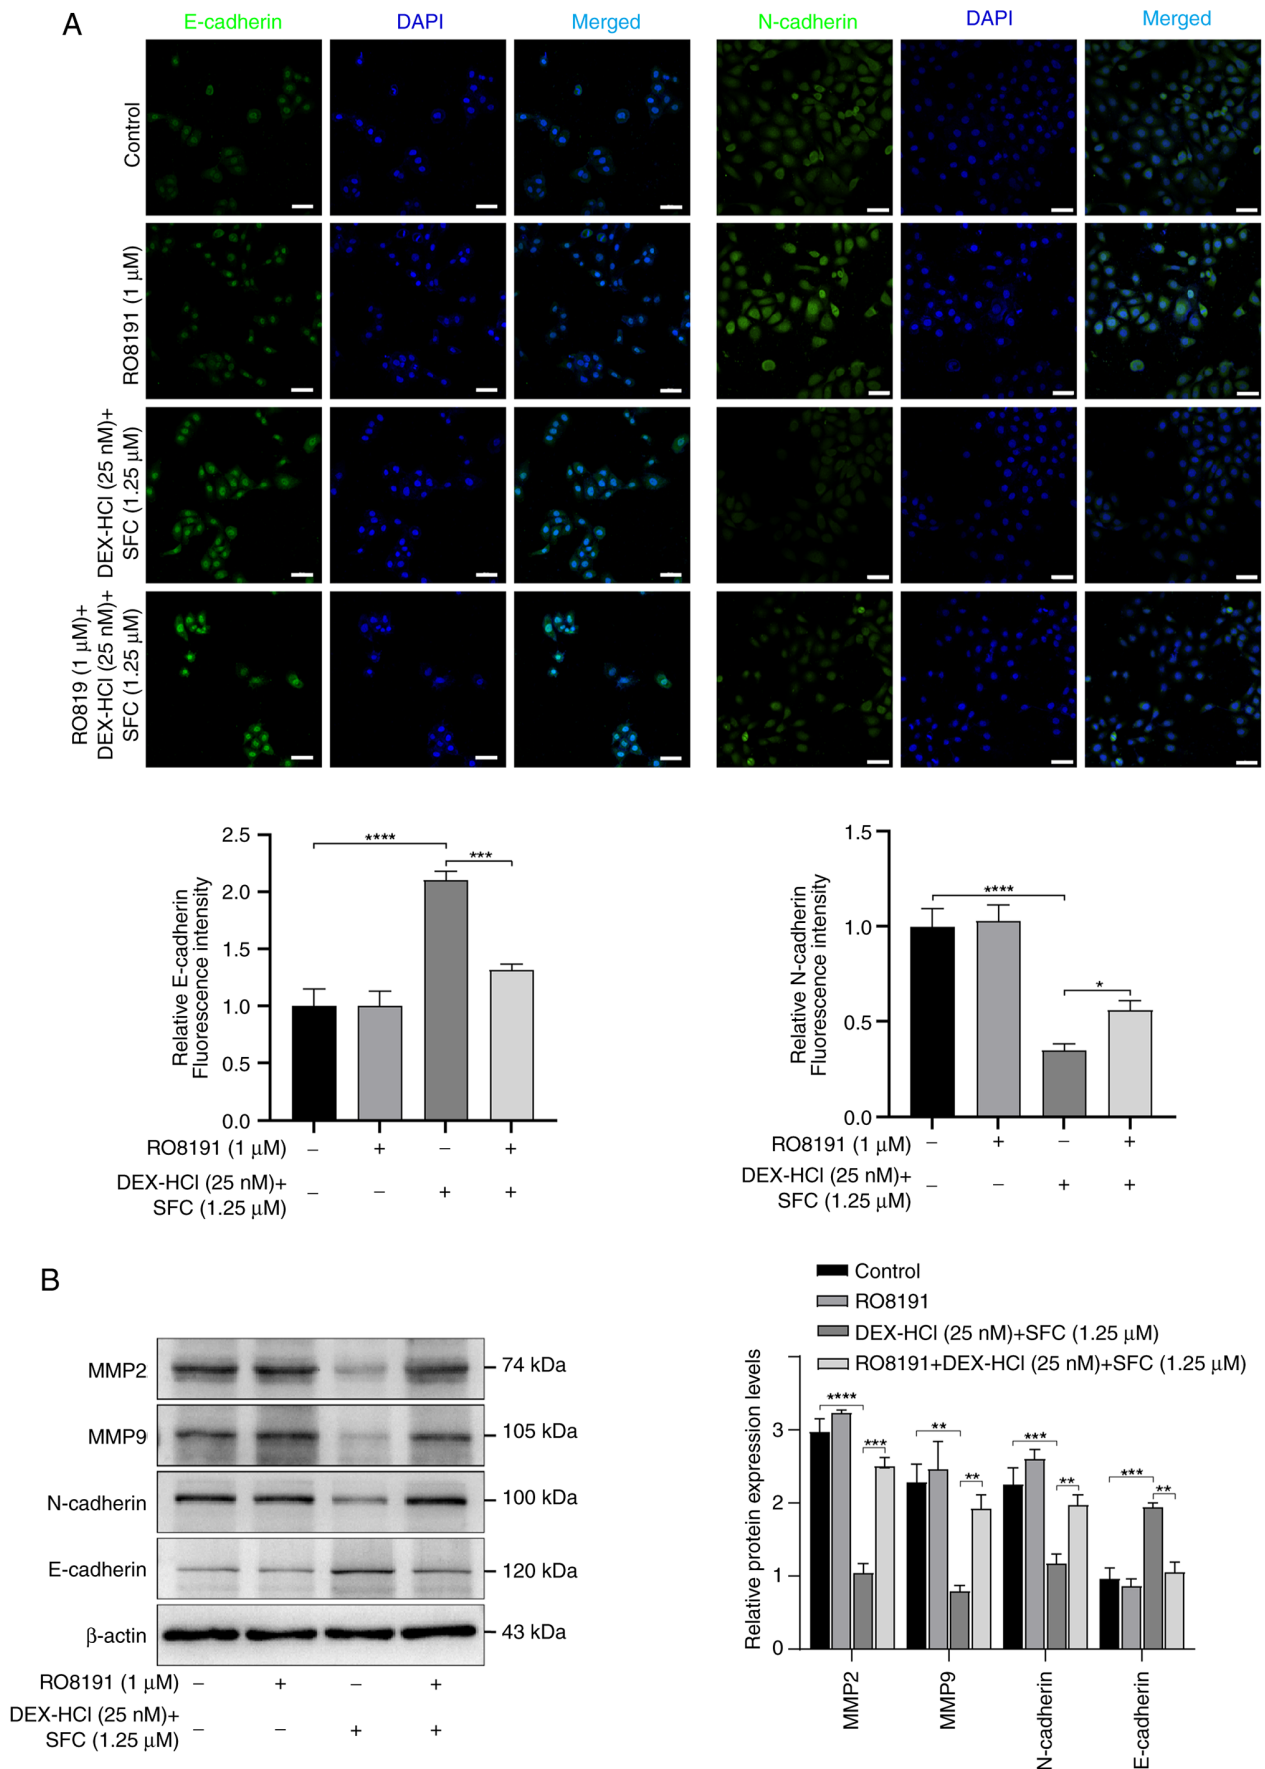 A
E-cadherin DAPI Merged N-cadherin DAPI Merged
Control
RO8191 (1 μM)
DEX-HCl (25 nM)+
SFC (1.25 μM)
RO819 (1 μM)+
DEX-HCl (25 nM)+
SFC (1.25 μM)
Relative E-cadherin
Fluorescence intensity
2.5
2.0
1.5
1.0
0.5
0.0
****
***
RO8191 (1 μM) – + – +
DEX-HCl (25 nM)+
SFC (1.25 μM) – – + +
Relative N-cadherin
Fluorescence intensity
1.5
1.0
0.5
0.0
****
*
RO8191 (1 μM) – + – +
DEX-HCl (25 nM)+
SFC (1.25 μM) – – + +
B
MMP2 74 kDa
MMP9 105 kDa
N-cadherin 100 kDa
E-cadherin 120 kDa
β-actin 43 kDa
RO8191 (1 μM) – + – +
DEX-HCl (25 nM)+
SFC (1.25 μM) – – + +
Control
RO8191
DEX-HCl (25 nM)+SFC (1.25 μM)
RO8191+DEX-HCl (25 nM)+SFC (1.25 μM)
Relative protein expression levels
3
2
1
0
**** *** ** ** *** ** *** **
MMP2
MMP9
N-cadherin
E-cadherin